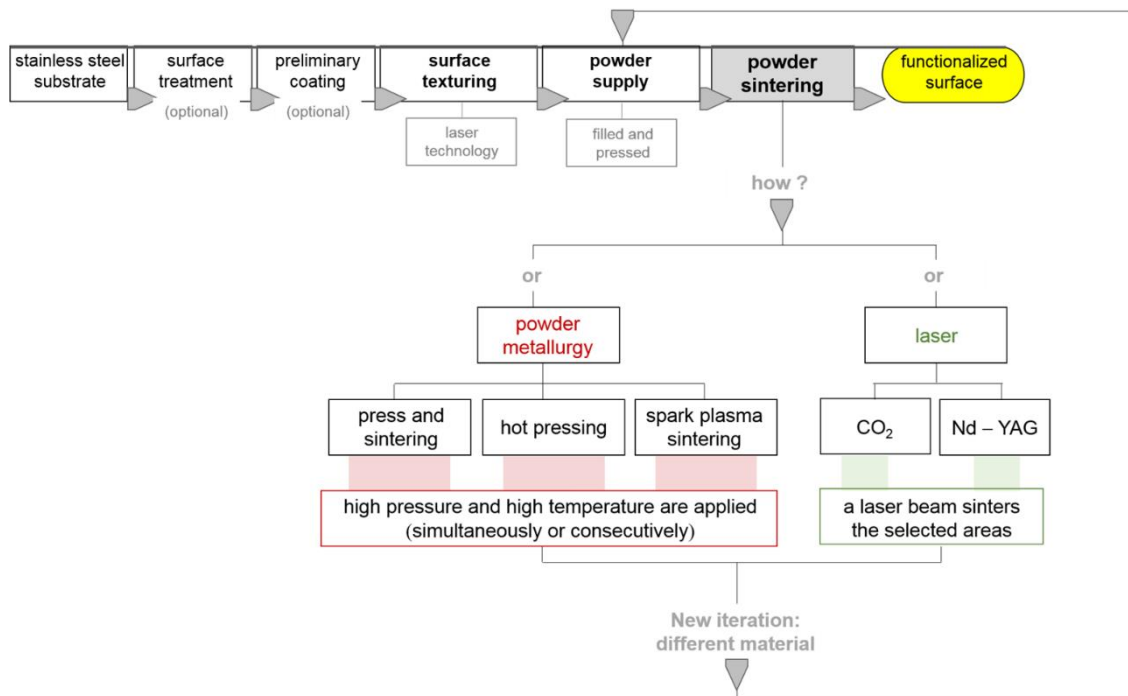 stainless steel
substrate
surface
treatment
(optional)
preliminary
coating
(optional)
surface
texturing
laser
technology
powder
supply
filled and
pressed
powder
sintering
functionalized
surface
how ?
or
or
powder
metallurgy
laser
press and
sintering
hot pressing
spark plasma
sintering
CO₂
Nd – YAG
high pressure and high temperature are applied
(simultaneously or consecutively)
a laser beam sinters
the selected areas
New iteration:
different material